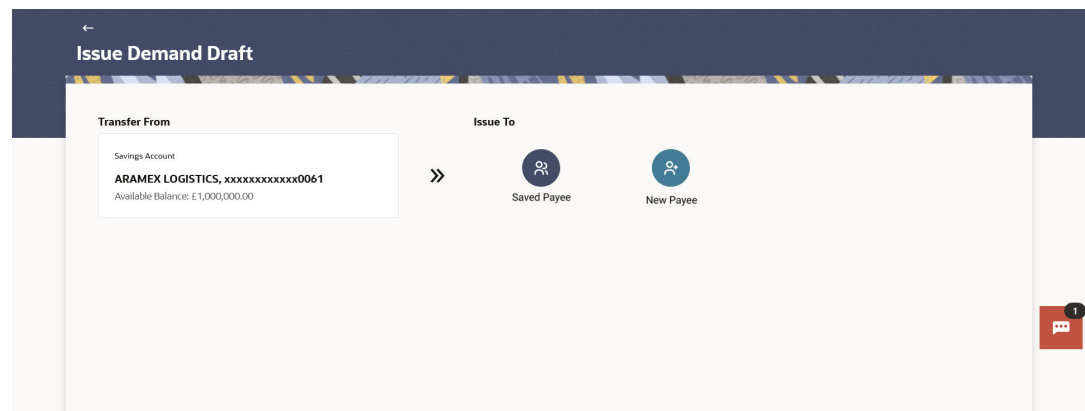 Issue Demand Draft
Transfer From
Issue To
Savings Account
ARAMEX LOGISTICS, xxxxxxxxxxxx0061
Available Balance: £1,000,000.00
Saved Payee
New Payee
1